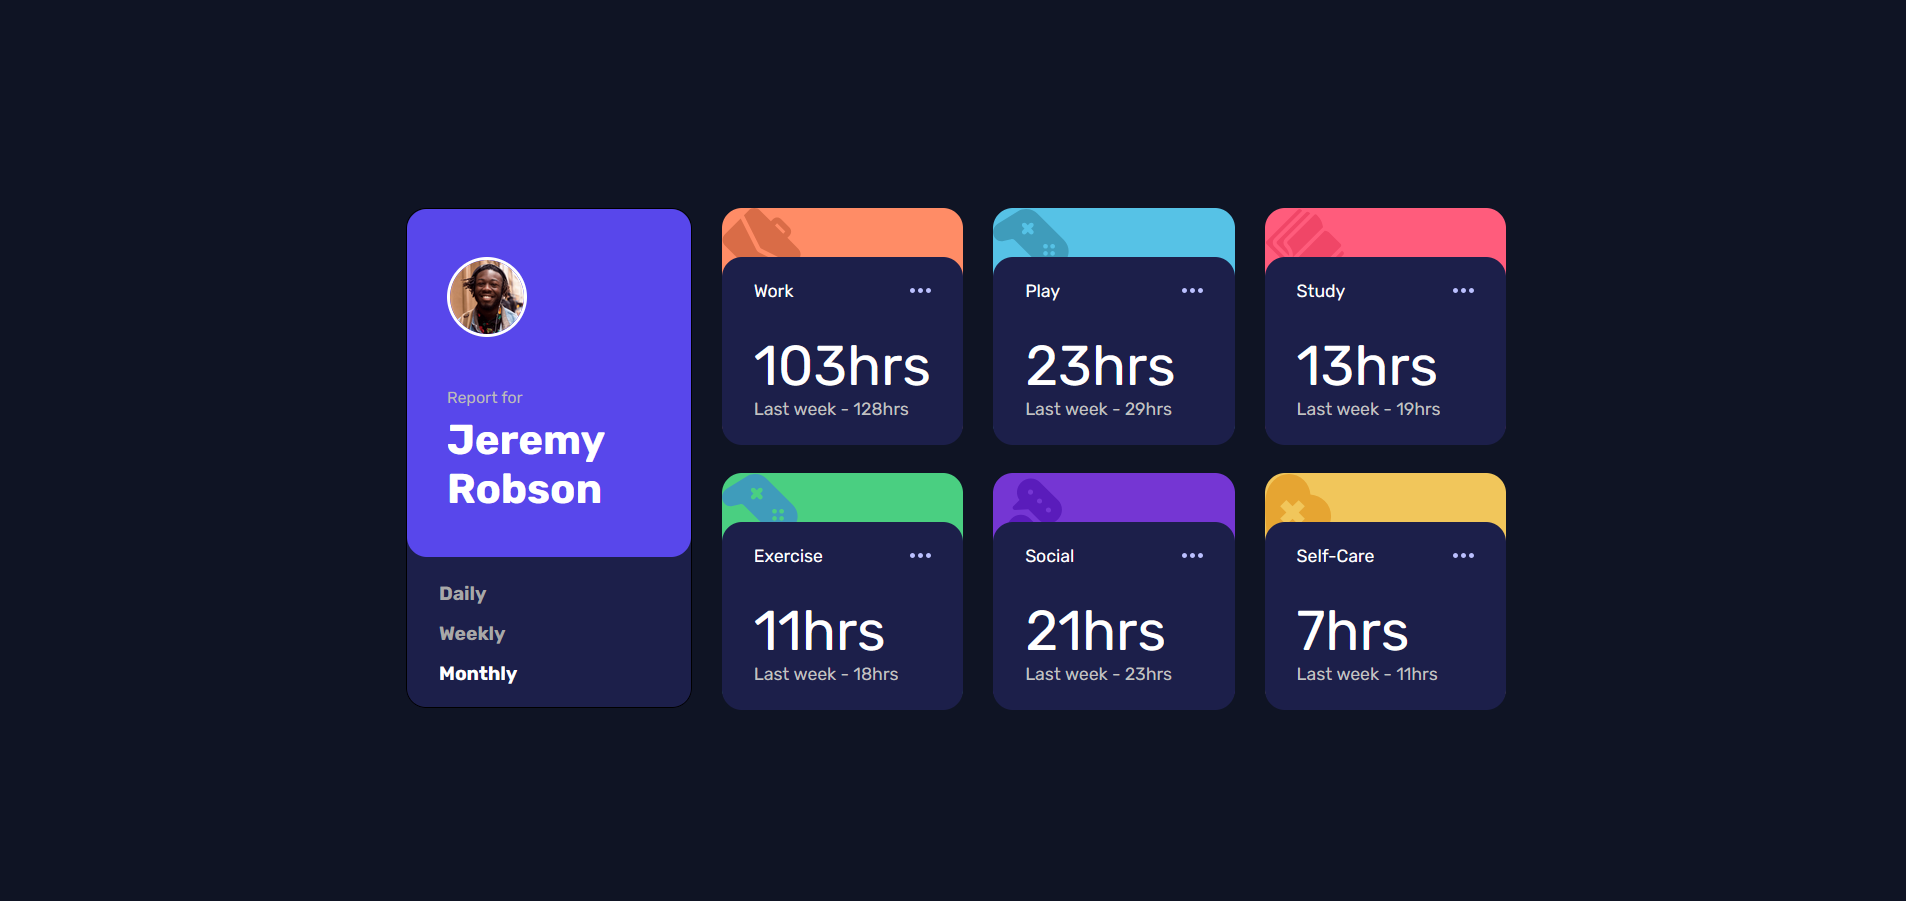 Report for
Jeremy
Robson
Daily
Weekly
Monthly
Work
103hrs
Last week - 128hrs
Play
23hrs
Last week - 29hrs
Study
13hrs
Last week - 19hrs
Exercise
11hrs
Last week - 18hrs
Social
21hrs
Last week - 23hrs
Self-Care
7hrs
Last week - 11hrs